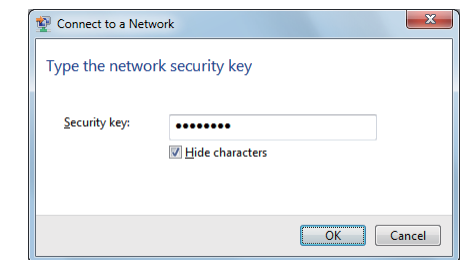 Connect to a Network
Type the network security key
Security key: ••••••••
Hide characters
OK Cancel